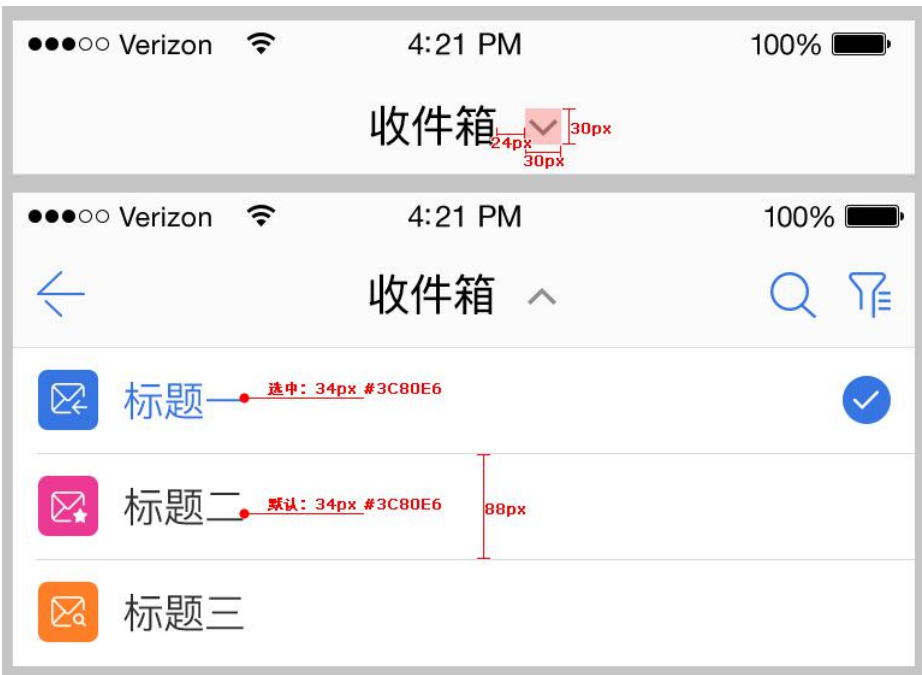 Verizon 4:21 PM 100%
收件箱
24px 30px
30px
Verizon 4:21 PM 100%
收件箱
标题一 选中: 34px #3C80E6
标题二 默认: 34px #3C80E6 88px
标题三